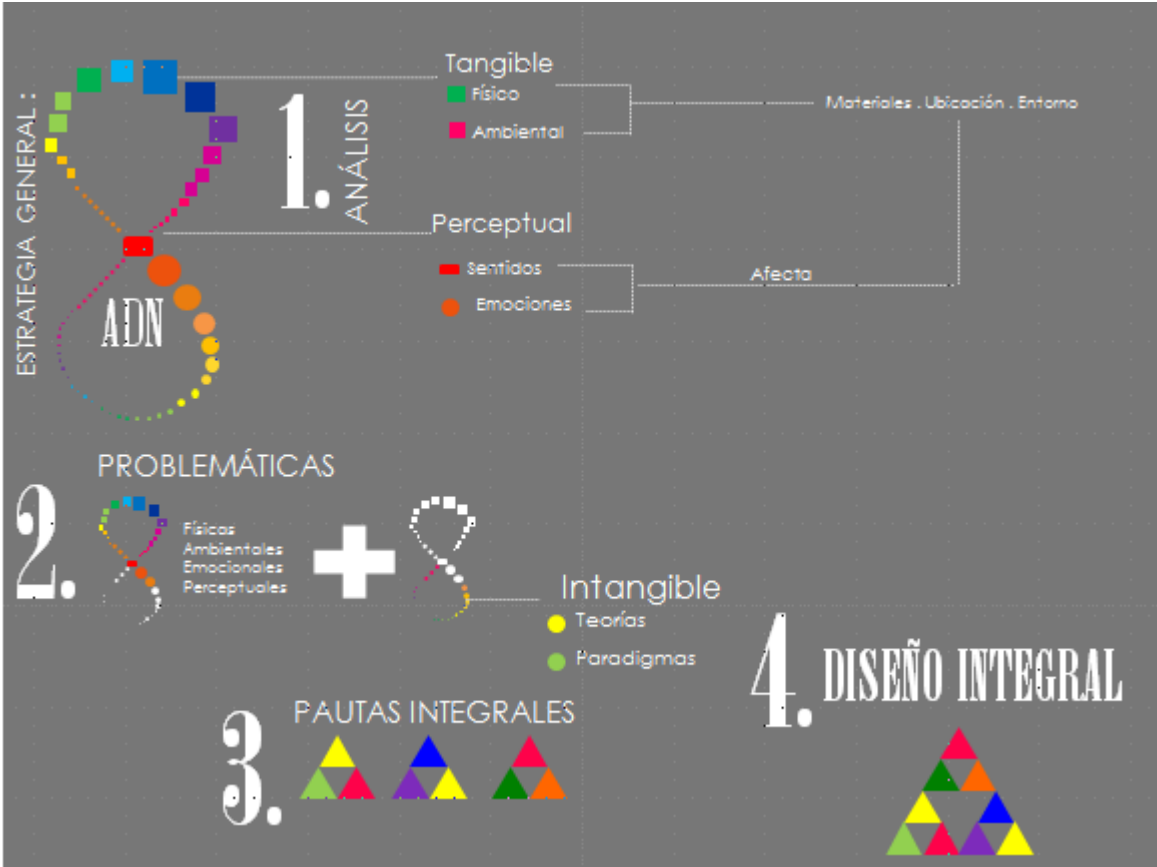 ESTRATEGIA GENERAL :
1.
ANÁLISIS
ADN
Tangible
Físico
Ambiental
Materiales . Ubicación . Entorno
Perceptual
Sentidos
Emociones
Afecta
2.
PROBLEMÁTICAS
Físicas
Ambientales
Emocionales
Perceptuales
Intangible
Teorías
Paradigmas
3.
PAUTAS INTEGRALES
4.
DISEÑO INTEGRAL